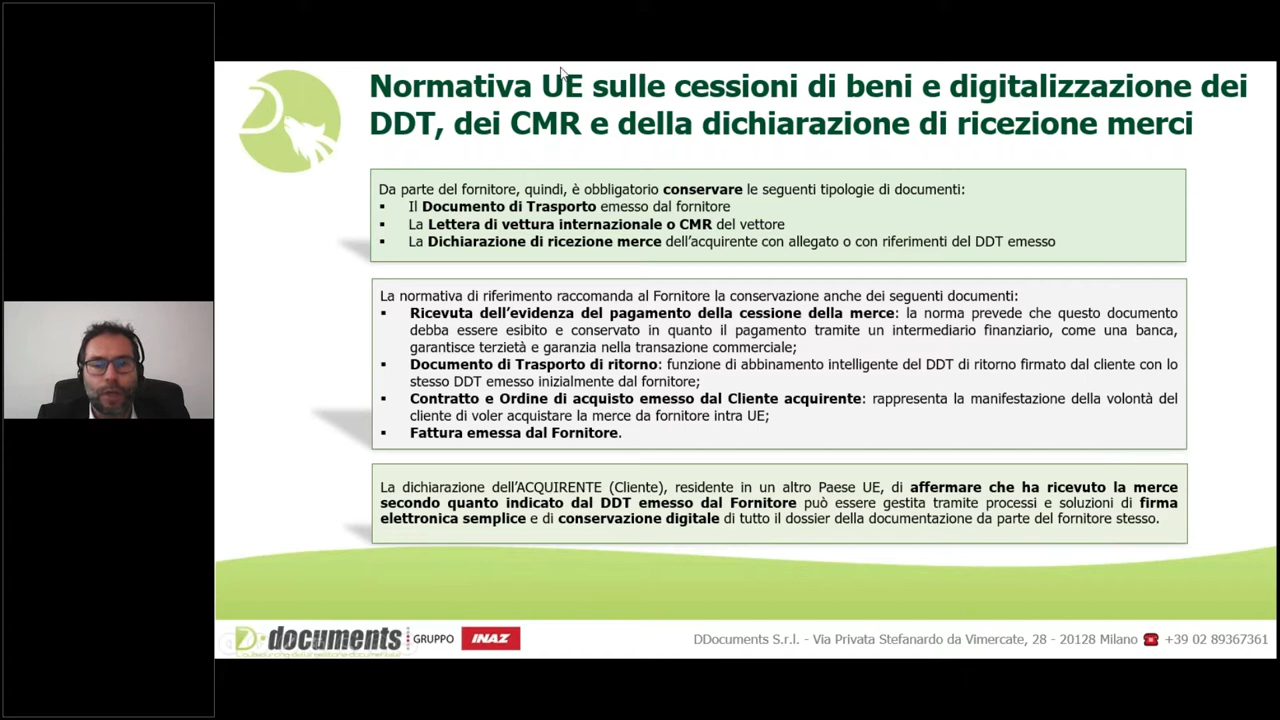 Normativa UE sulle cessioni di beni e digitalizzazione dei
DDT, dei CMR e della dichiarazione di ricezione merci
Da parte del fornitore, quindi, è obbligatorio conservare le seguenti tipologie di documenti:
▪ Il Documento di Trasporto emesso dal fornitore
▪ La Lettera di vettura internazionale o CMR del vettore
▪ La Dichiarazione di ricezione merce dell'acquirente con allegato o con riferimenti del DDT emesso
La normativa di riferimento raccomanda al Fornitore la conservazione anche dei seguenti documenti:
▪ Ricevuta dell'evidenza del pagamento della cessione della merce: la norma prevede che questo documento
debba essere esibito e conservato in quanto il pagamento tramite un intermediario finanziario, come una banca,
garantisce terzietà e garanzia nella transazione commerciale;
▪ Documento di Trasporto di ritorno: funzione di abbinamento intelligente del DDT di ritorno firmato dal cliente con lo
stesso DDT emesso inizialmente dal fornitore;
▪ Contratto e Ordine di acquisto emesso dal Cliente acquirente: rappresenta la manifestazione della volontà del
cliente di voler acquistare la merce da fornitore intra UE;
▪ Fattura emessa dal Fornitore.
La dichiarazione dell'ACQUIRENTE (Cliente), residente in un altro Paese UE, di affermare che ha ricevuto la merce
secondo quanto indicato dal DDT emesso dal Fornitore può essere gestita tramite processi e soluzioni di firma
elettronica semplice e di conservazione digitale di tutto il dossier della documentazione da parte del fornitore stesso.
D documents GRUPPO INAZ
DDocuments S.r.l. - Via Privata Stefanardo da Vimercate, 28 - 20128 Milano ☎ +39 02 89367361